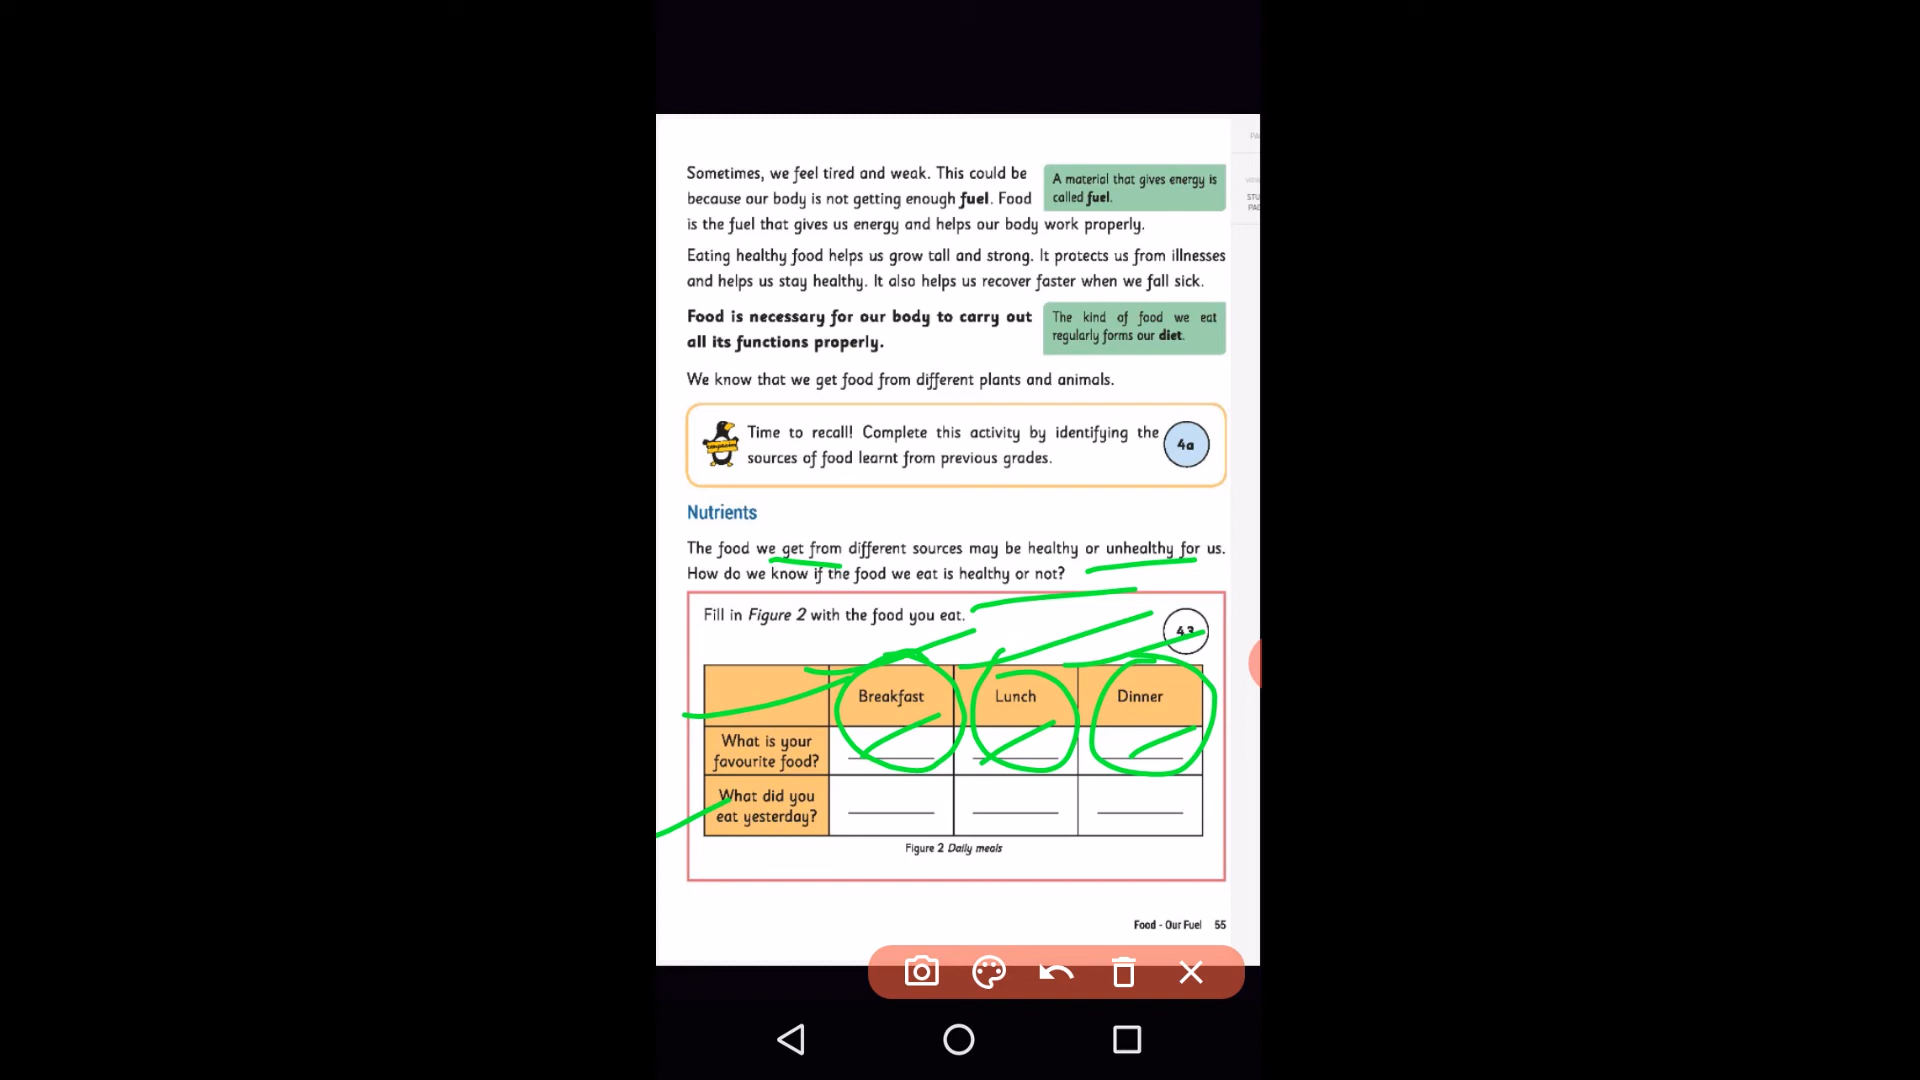 Sometimes, we feel tired and weak. This could be
because our body is not getting enough fuel. Food
is the fuel that gives us energy and helps our body work properly.
A material that gives energy is
called fuel.
Eating healthy food helps us grow tall and strong. It protects us from illnesses
and helps us stay healthy. It also helps us recover faster when we fall sick.
Food is necessary for our body to carry out
all its functions properly.
The kind of food we eat
regularly forms our diet.
We know that we get food from different plants and animals.
Time to recall! Complete this activity by identifying the
sources of food learnt from previous grades.
4a
Nutrients
The food we get from different sources may be healthy or unhealthy for us.
How do we know if the food we eat is healthy or not?
Fill in Figure 2 with the food you eat.
4.3
Breakfast Lunch Dinner
What is your
favourite food?
What did you
eat yesterday?
Figure 2 Daily meals
Food - Our Fuel 55